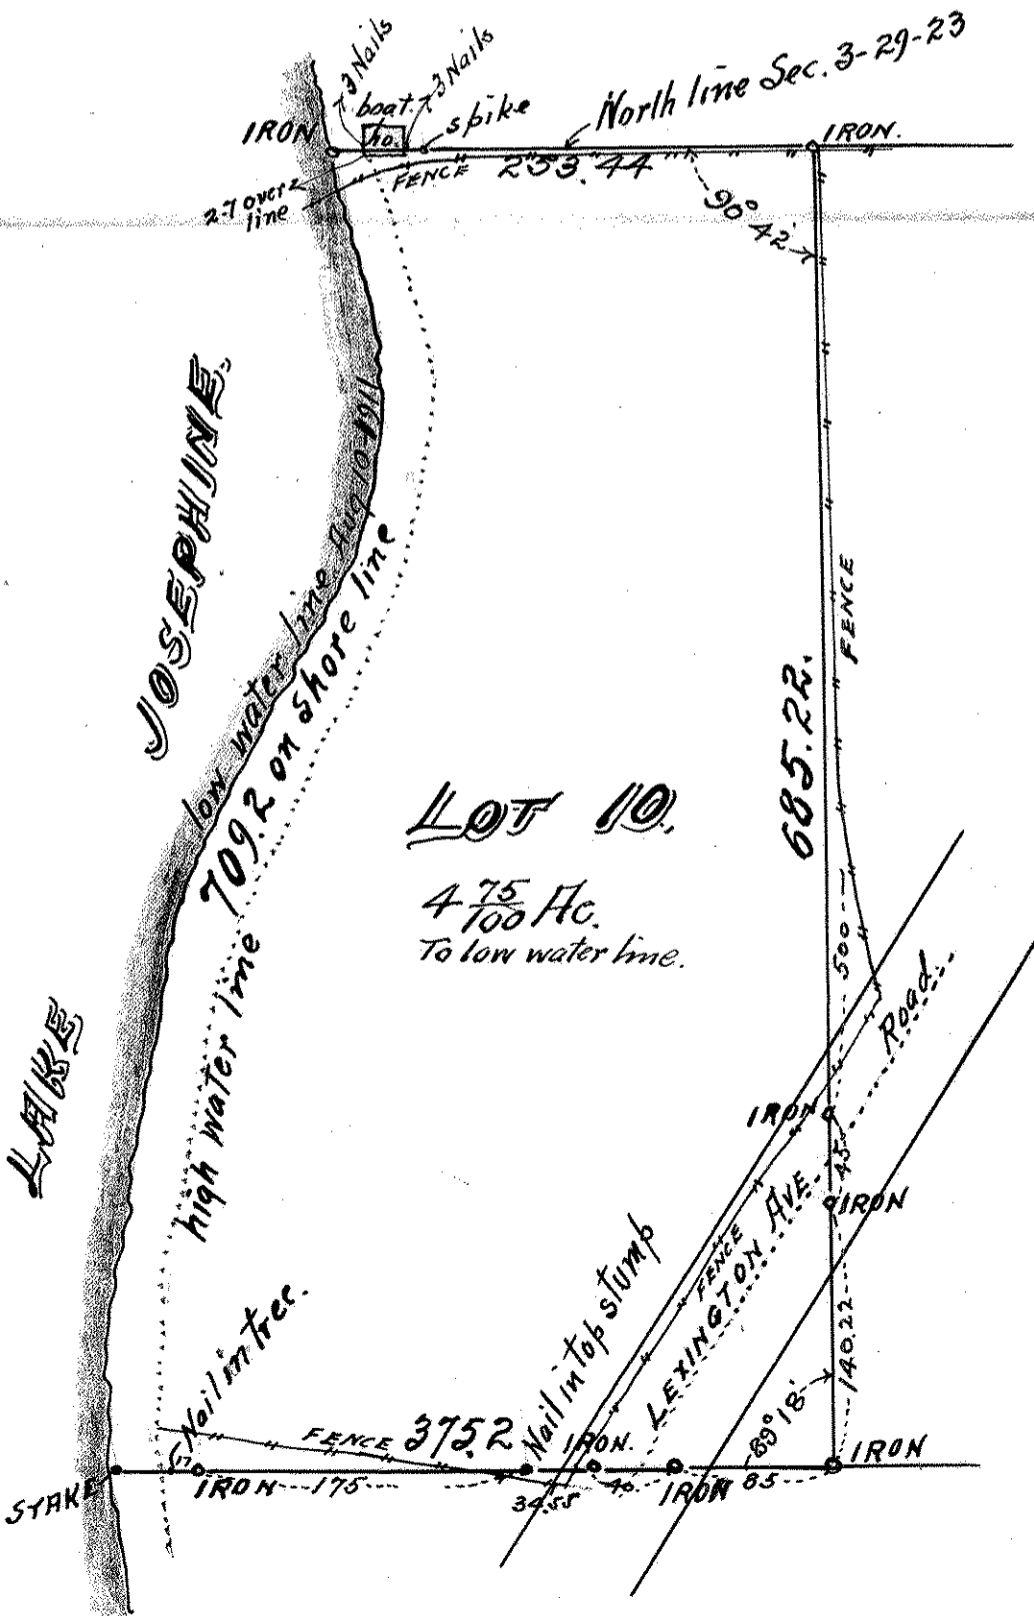 3 Nails
3 Nails
boat.
ho.
spike
North line Sec. 3-29-23
IRON
IRON.
FENCE 253.44
2.7 over
line
90° 42'
JOSEPHINE
LAKE
low water line Aug 10-1911
709.2 on shore line
high water line
FENCE
685.22.
LOT 10.
4 75/100 Ac.
To low water line.
500
Road
IRON
45
IRON
LEXINGTON AVE
FENCE
140.22
89° 18'
Nail in tree.
Nail in top stump
FENCE 375.2
IRON.
IRON
STAKE
17
IRON 175
34.55
40
IRON 85